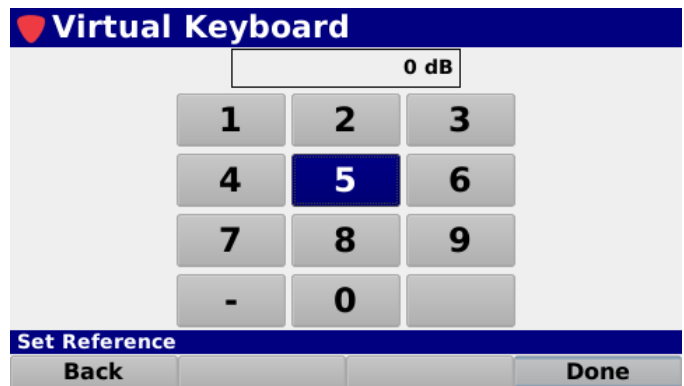 Virtual Keyboard
0 dB
1 2 3
4 5 6
7 8 9
- 0
Set Reference
Back Done